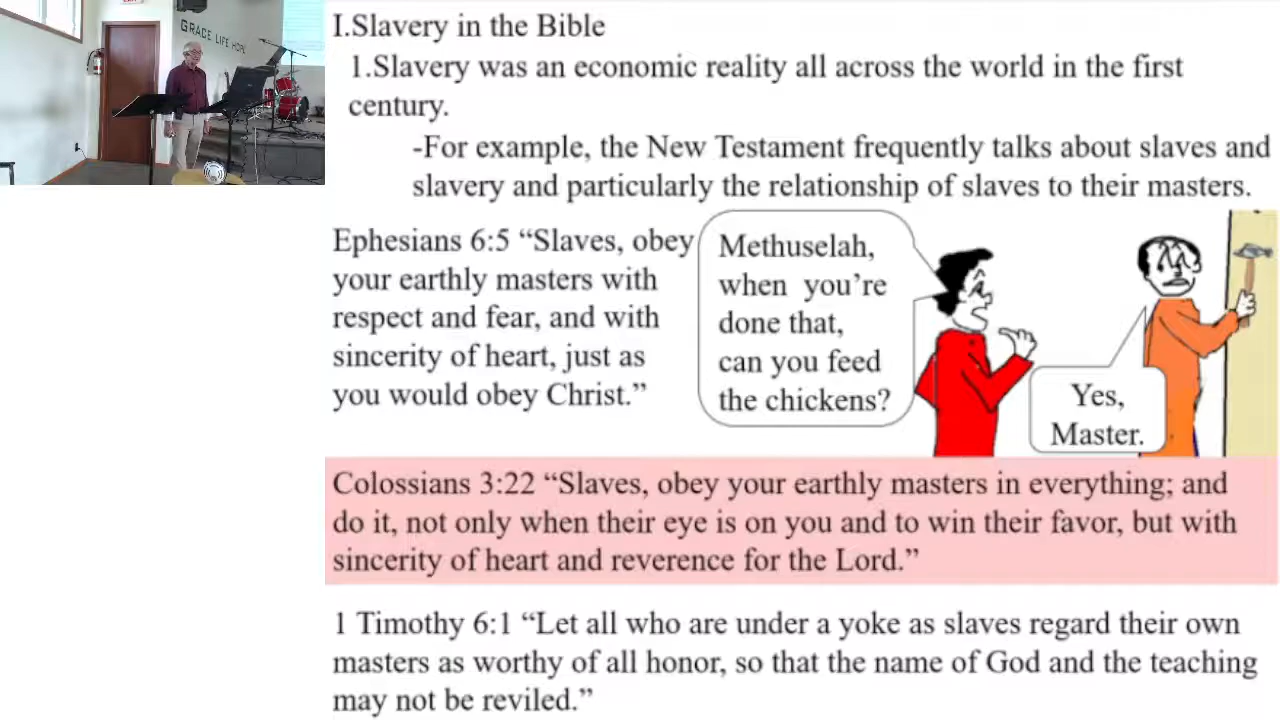 EXIT
GRACE LIFE HOPE
I.Slavery in the Bible
1.Slavery was an economic reality all across the world in the first
century.
-For example, the New Testament frequently talks about slaves and
slavery and particularly the relationship of slaves to their masters.
Ephesians 6:5 “Slaves, obey
your earthly masters with
respect and fear, and with
sincerity of heart, just as
you would obey Christ.”
Methuselah,
when you’re
done that,
can you feed
the chickens?
Yes,
Master.
Colossians 3:22 “Slaves, obey your earthly masters in everything; and
do it, not only when their eye is on you and to win their favor, but with
sincerity of heart and reverence for the Lord.”
1 Timothy 6:1 “Let all who are under a yoke as slaves regard their own
masters as worthy of all honor, so that the name of God and the teaching
may not be reviled.”